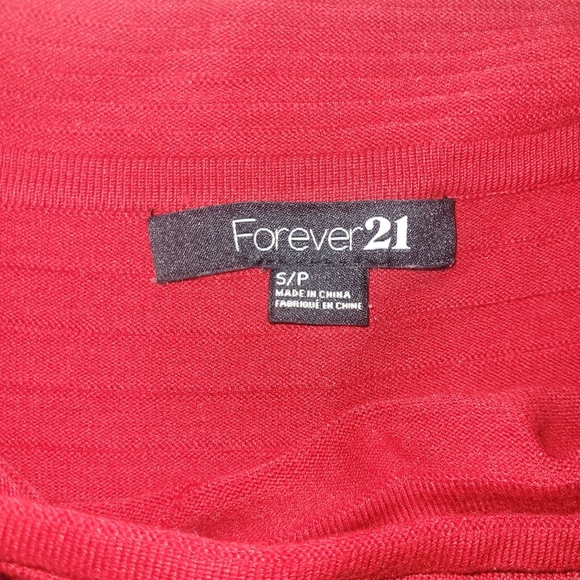 Forever21
S/P
MADE IN CHINA
FABRIQUÉ EN CHINE